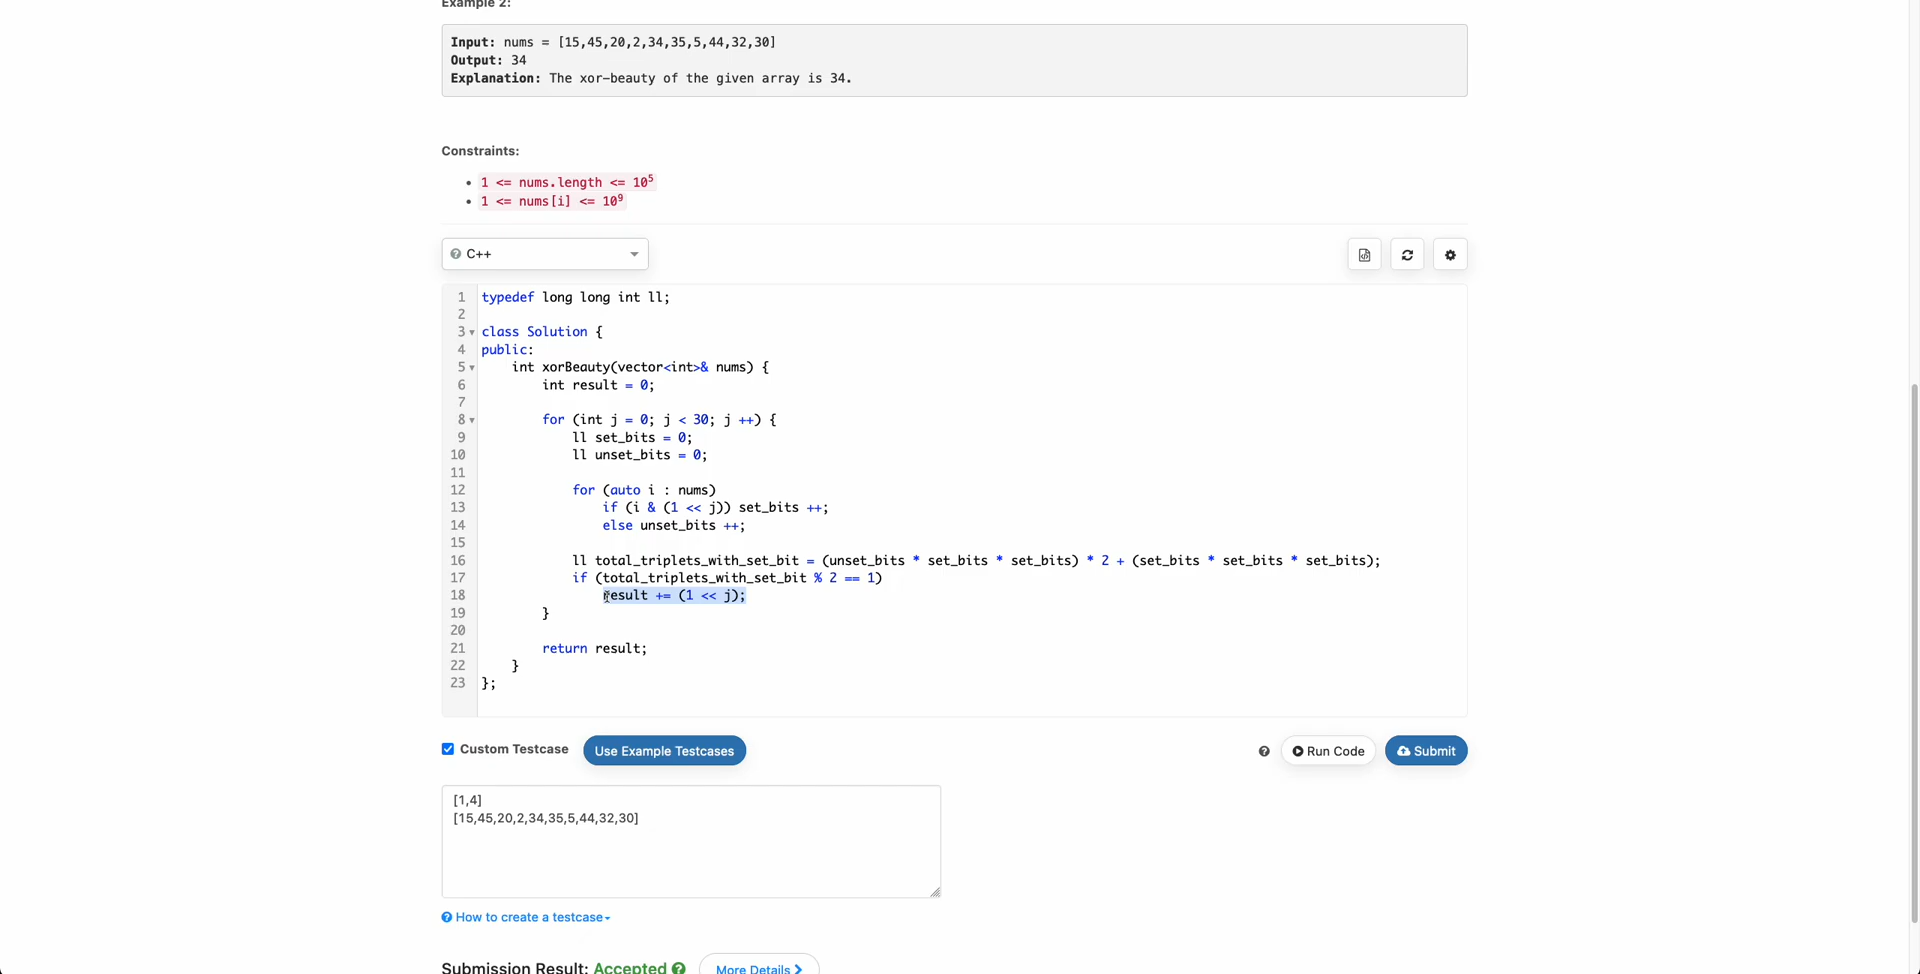 Example 2:
Input: nums = [15,45,20,2,34,35,5,44,32,30]
Output: 34
Explanation: The xor-beauty of the given array is 34.
Constraints:
• 1 <= nums.length <= 10⁵
• 1 <= nums[i] <= 10⁹
C++
1 typedef long long int ll;
2
3 class Solution {
4 public:
5     int xorBeauty(vector<int>& nums) {
6         int result = 0;
7
8         for (int j = 0; j < 30; j ++) {
9             ll set_bits = 0;
10             ll unset_bits = 0;
11
12             for (auto i : nums)
13                 if (i & (1 << j)) set_bits ++;
14                 else unset_bits ++;
15
16             ll total_triplets_with_set_bit = (unset_bits * set_bits * set_bits) * 2 + (set_bits * set_bits * set_bits);
17             if (total_triplets_with_set_bit % 2 == 1)
18                 result += (1 << j);
19         }
20
21         return result;
22     }
23 };
Custom Testcase Use Example Testcases Run Code Submit
[1,4]
[15,45,20,2,34,35,5,44,32,30]
How to create a testcase
Submission Result: Accepted More Details